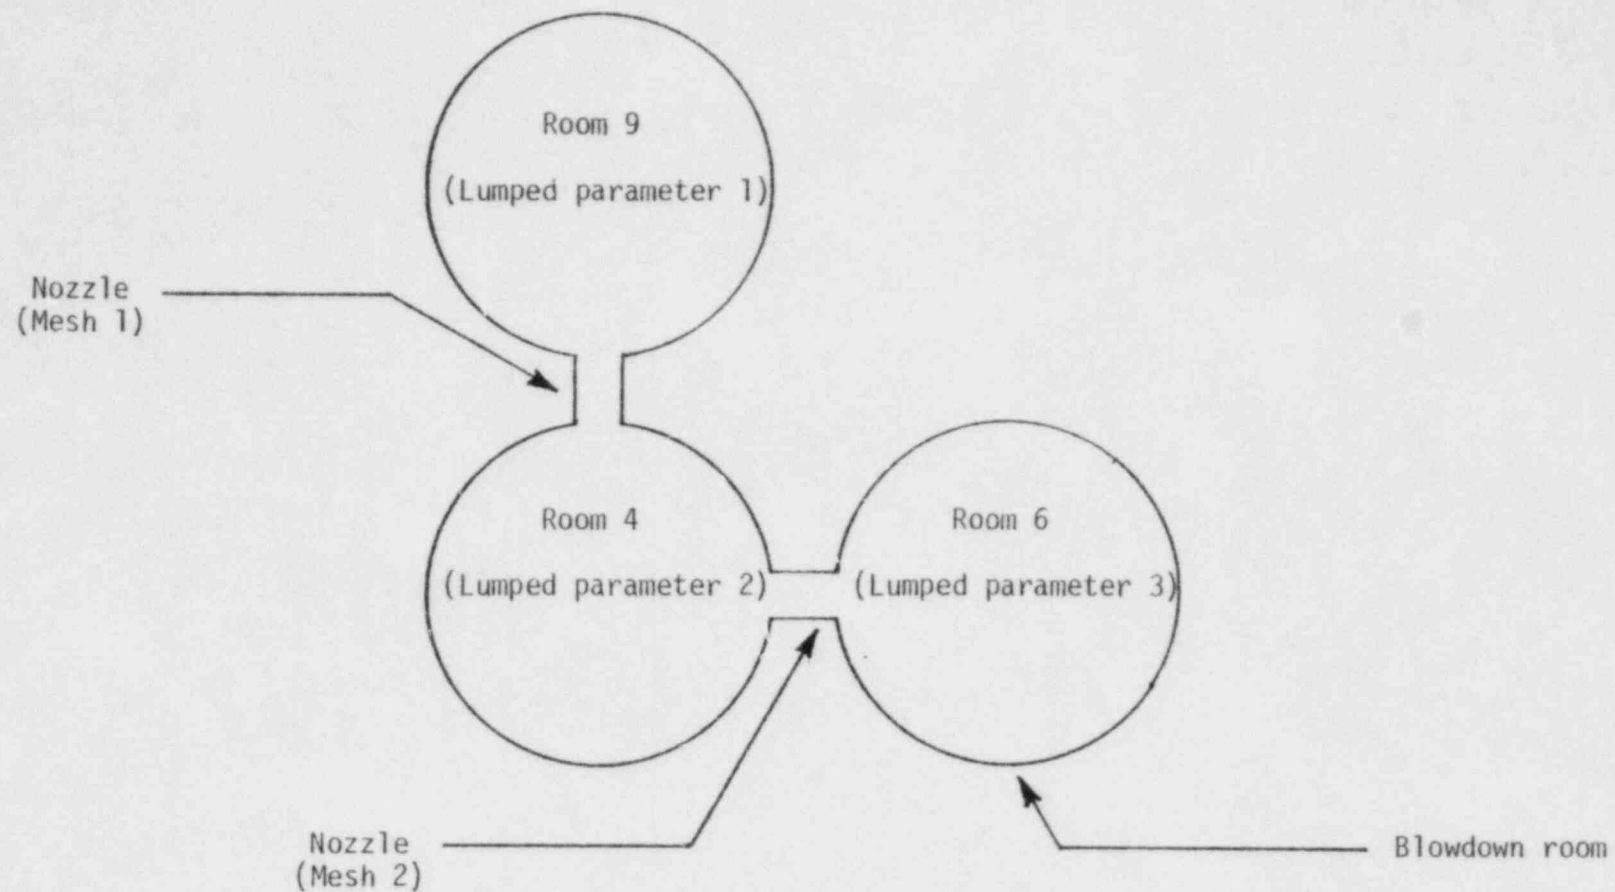 Room 9
(Lumped parameter 1)
Nozzle
(Mesh 1)
Room 4
(Lumped parameter 2)
Room 6
(Lumped parameter 3)
Nozzle
(Mesh 2)
Blowdown room